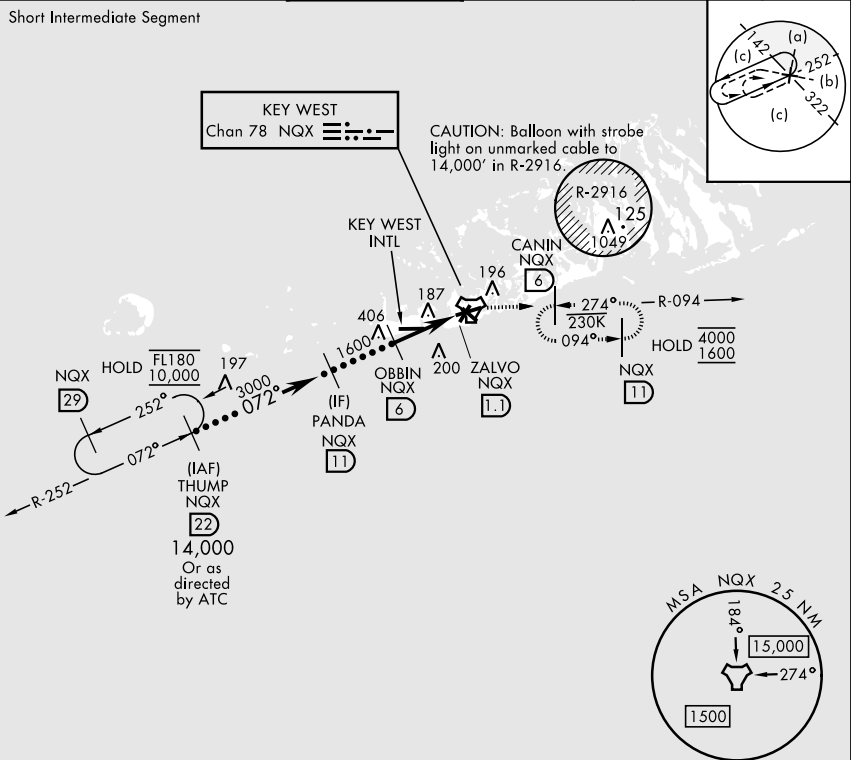 Short Intermediate Segment
(a)
142
(c)
252
(b)
322
(c)
KEY WEST
Chan 78 NQX
CAUTION: Balloon with strobe
light on unmarked cable to
14,000' in R-2916.
R-2916
125
1049
KEY WEST
INTL
CANIN
NQX
6
196
187
406
274°
R-094
230K
094°
HOLD 4000
1600
NQX
11
1600
200
ZALVO
NQX
1.1
OBBIN
NQX
6
HOLD FL180
10,000
197
NQX
29
3000
072°
252°
072°
R-252
(IF)
PANDA
NQX
11
(IAF)
THUMP
NQX
22
14,000
Or as
directed
by ATC
MSA NQX 25 NM
184°
15,000
274°
1500